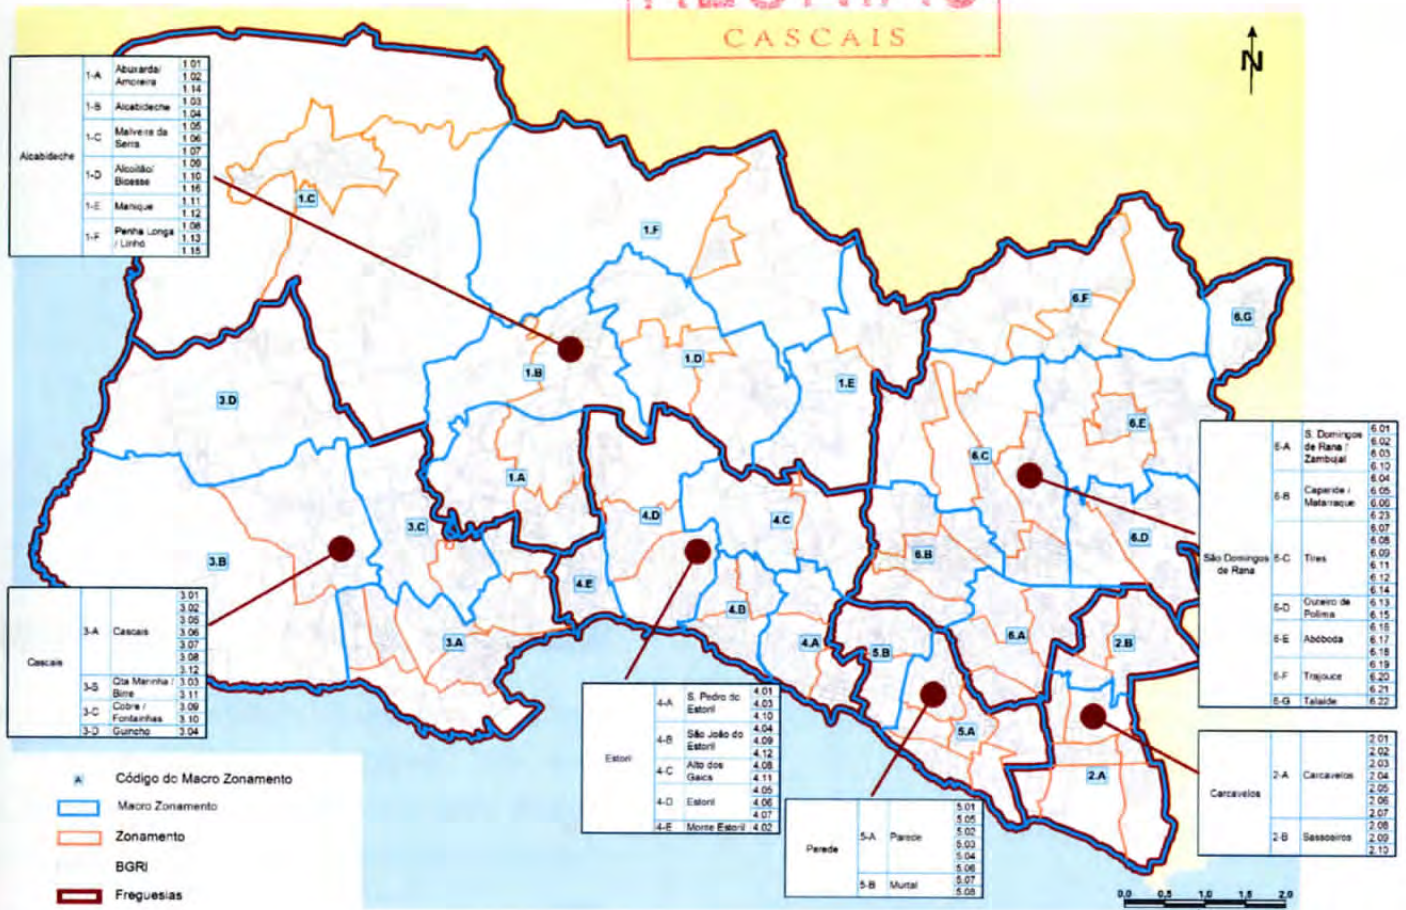 CASCAIS
N
Alcabideche
1-A Abuxarda/ Amoreira 1.01 1.02 1.14
1-B Alcabideche 1.03 1.04
1-C Malveira da Serra 1.05 1.06 1.07
1-D Alcoitão/ Bicesse 1.09 1.10 1.16
1-E Manique 1.11 1.12
1-F Penha Longa / Linhó 1.08 1.13 1.15
1.C
1.F
6.F
6.G
1.D
1.B
1.E
3.D
6.E
6.C
1.A
4.D
4.C
3.C
6.D
6.B
3.B
4.E
4.B
6.A
2.B
3.A
4.A
5.B
5.A
2.A
São Domingos de Rana
6-A S. Domingos de Rana / Zambujal 6.01 6.02 6.03 6.10
6-B Caparide / Matarraque 6.04 6.05 6.06 6.23
6-C Tires 6.07 6.08 6.09 6.11 6.12 6.14
6-D Outeiro de Polima 6.13 6.15
6-E Abóboda 6.16 6.17 6.18
6-F Trajouce 6.19 6.20 6.21
6-G Talaíde 6.22
Cascais
3-A Cascais 3.01 3.02 3.05 3.06 3.07 3.08 3.12
3-B Qta Marinha / Birre 3.03 3.11
3-C Cobre / Fontainhas 3.09 3.10
3-D Guincho 3.04
Estoril
4-A S. Pedro do Estoril 4.01 4.03 4.10
4-B São João do Estoril 4.04 4.09 4.12
4-C Alto dos Gaios 4.08 4.11
4-D Estoril 4.05 4.06 4.07
4-E Monte Estoril 4.02
Parede
5-A Parede 5.01 5.05 5.02 5.03 5.04 5.06
5-B Murtal 5.07 5.08
Carcavelos
2-A Carcavelos 2.01 2.02 2.03 2.04 2.05 2.06 2.07
2-B Sassoeiros 2.08 2.09 2.10
A Código do Macro Zonamento
Macro Zonamento
Zonamento
BGRI
Freguesias
0,0 0,5 1,0 1,5 2,0